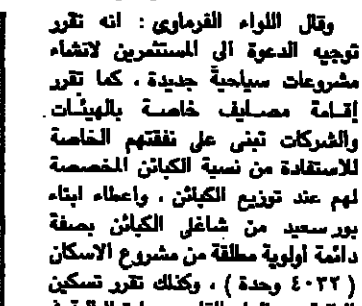 وقال اللواء القرماوى : انه تقرر
توجيه الدعوة الى المستثمرين لانشاء
مشروعات سياحية جديدة ، كما تقرر
إقامة مصايف خاصة بالهيئات
والشركات تبنى على نفقتهم الخاصة
للاستفادة من نسبة الكبائن المخصصة
لهم عند توزيع الكبائن ، واعطاء ابناء
بور سعيد من شاغلى الكبائن بصفة
دائمة أولوية مطلقة من مشروع الاسكان
( ٤٠٣٢ وحدة ) ، وكذلك تقرر تسكين